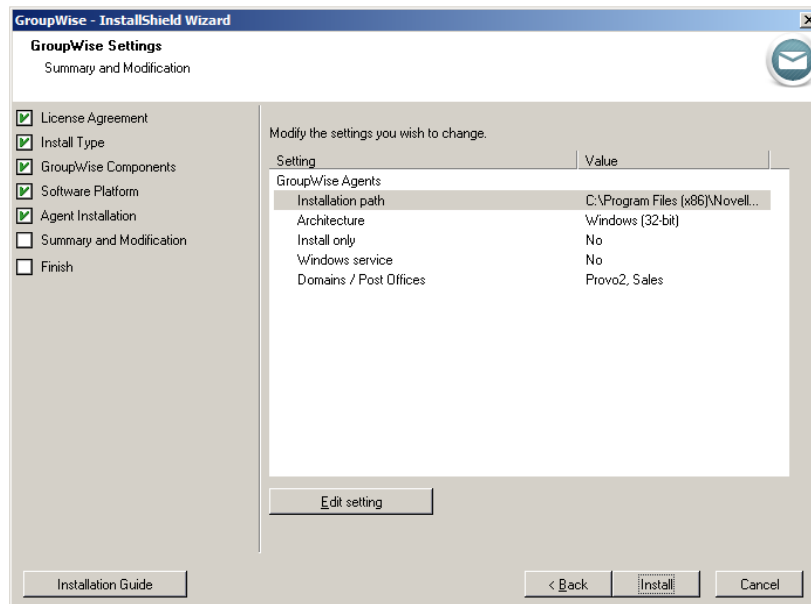 GroupWise - InstallShield Wizard
GroupWise Settings
Summary and Modification
License Agreement
Install Type
GroupWise Components
Software Platform
Agent Installation
Summary and Modification
Finish
Modify the settings you wish to change.
Setting Value
GroupWise Agents
Installation path C:\Program Files (x86)\Novell...
Architecture Windows (32-bit)
Install only No
Windows service No
Domains / Post Offices Provo2, Sales
Edit setting
Installation Guide < Back Install Cancel